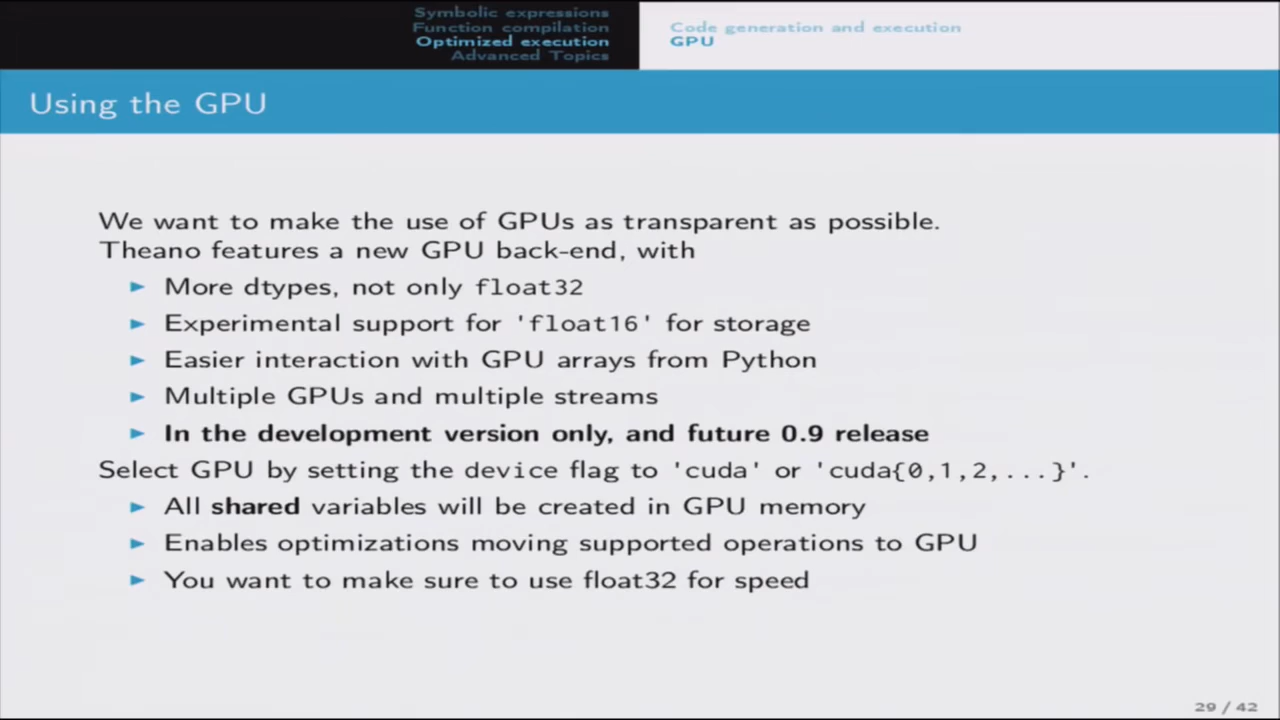 Symbolic expressions
Function compilation
Optimized execution
Advanced Topics
Code generation and execution
GPU
Using the GPU
We want to make the use of GPUs as transparent as possible.
Theano features a new GPU back-end, with
More dtypes, not only float32
Experimental support for 'float16' for storage
Easier interaction with GPU arrays from Python
Multiple GPUs and multiple streams
In the development version only, and future 0.9 release
Select GPU by setting the device flag to 'cuda' or 'cuda{0,1,2,...}'.
All shared variables will be created in GPU memory
Enables optimizations moving supported operations to GPU
You want to make sure to use float32 for speed
29 / 42